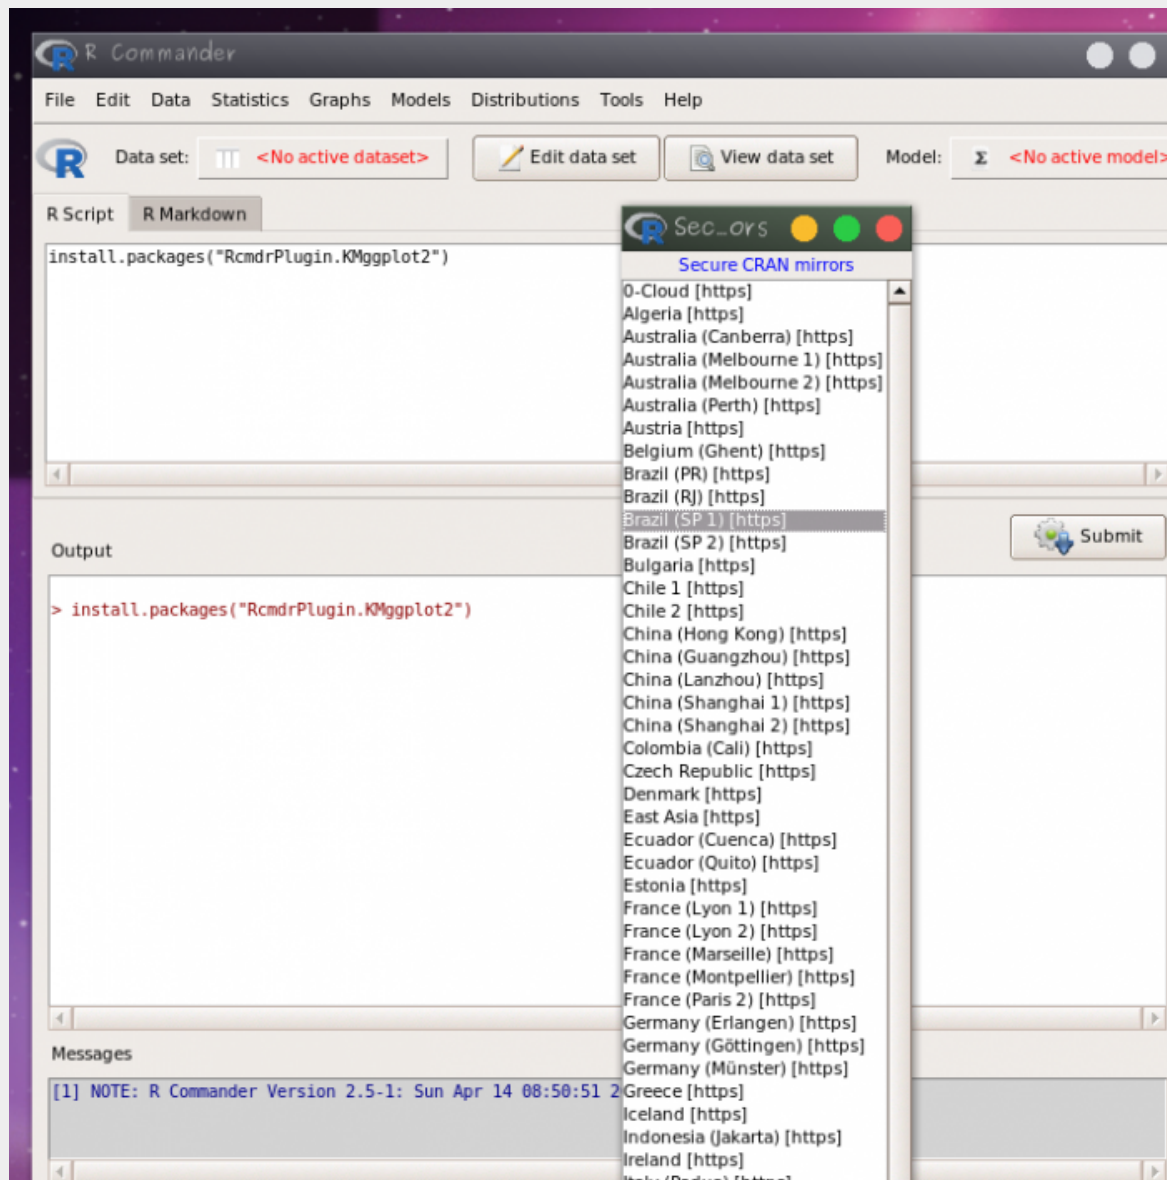 R Commander
File Edit Data Statistics Graphs Models Distributions Tools Help
Data set: <No active dataset> Edit data set View data set Model: Σ <No active model>
R Script R Markdown
install.packages("RcmdrPlugin.KMggplot2")
Submit
Output
> install.packages("RcmdrPlugin.KMggplot2")
Messages
[1] NOTE: R Commander Version 2.5-1: Sun Apr 14 08:50:51 2
Sec_ors
Secure CRAN mirrors
0-Cloud [https]
Algeria [https]
Australia (Canberra) [https]
Australia (Melbourne 1) [https]
Australia (Melbourne 2) [https]
Australia (Perth) [https]
Austria [https]
Belgium (Ghent) [https]
Brazil (PR) [https]
Brazil (RJ) [https]
Brazil (SP 1) [https]
Brazil (SP 2) [https]
Bulgaria [https]
Chile 1 [https]
Chile 2 [https]
China (Hong Kong) [https]
China (Guangzhou) [https]
China (Lanzhou) [https]
China (Shanghai 1) [https]
China (Shanghai 2) [https]
Colombia (Cali) [https]
Czech Republic [https]
Denmark [https]
East Asia [https]
Ecuador (Cuenca) [https]
Ecuador (Quito) [https]
Estonia [https]
France (Lyon 1) [https]
France (Lyon 2) [https]
France (Marseille) [https]
France (Montpellier) [https]
France (Paris 2) [https]
Germany (Erlangen) [https]
Germany (Göttingen) [https]
Germany (Münster) [https]
Greece [https]
Iceland [https]
Indonesia (Jakarta) [https]
Ireland [https]
Italy (Padua) [https]